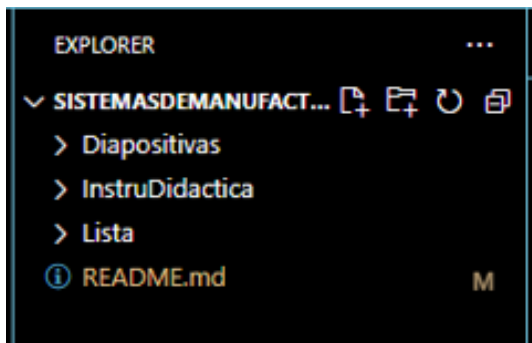 EXPLORER
SISTEMASDEMANUFACT...
Diapositivas
InstruDidactica
Lista
README.md M